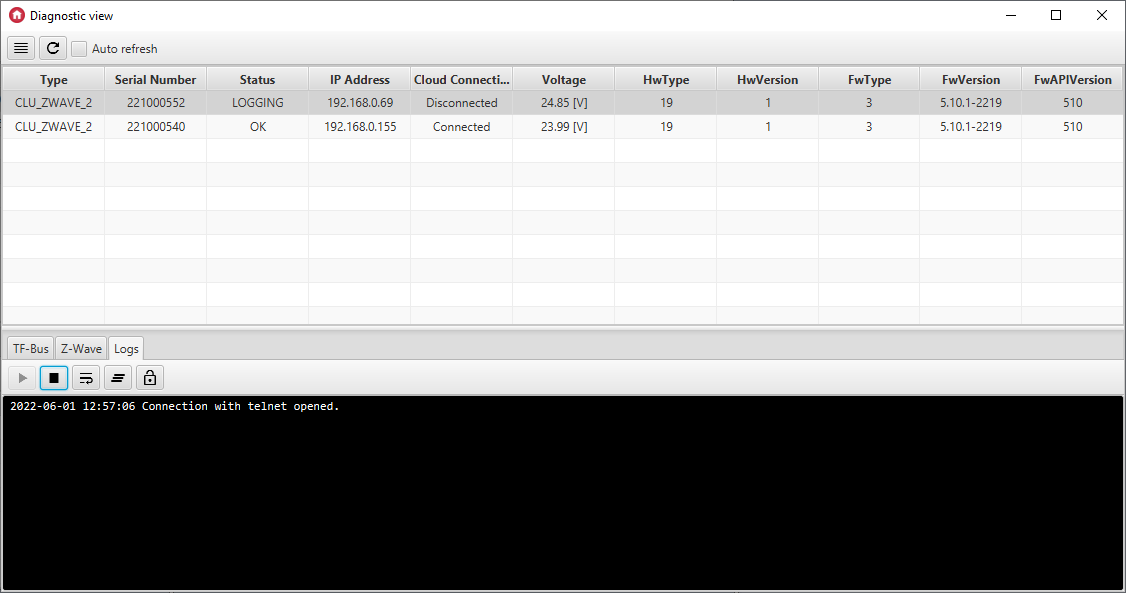 Diagnostic view
Auto refresh
Type Serial Number Status IP Address Cloud Connecti... Voltage HwType HwVersion FwType FwVersion FwAPIVersion
CLU_ZWAVE_2 221000552 LOGGING 192.168.0.69 Disconnected 24.85 [V] 19 1 3 5.10.1-2219 510
CLU_ZWAVE_2 221000540 OK 192.168.0.155 Connected 23.99 [V] 19 1 3 5.10.1-2219 510
TF-Bus Z-Wave Logs
2022-06-01 12:57:06 Connection with telnet opened.